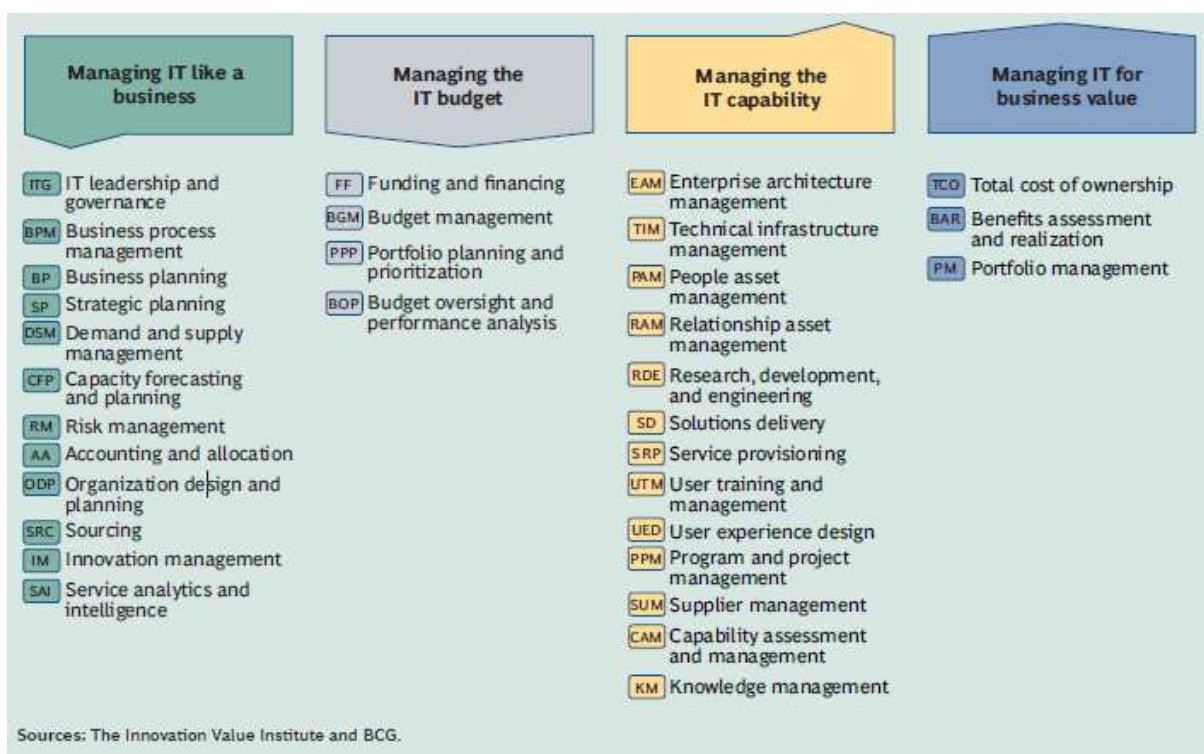 Managing IT like a
business
Managing the
IT budget
Managing the
IT capability
Managing IT for
business value
ITG IT leadership and
governance
BPM Business process
management
BP Business planning
SP Strategic planning
DSM Demand and supply
management
CFP Capacity forecasting
and planning
RM Risk management
AA Accounting and allocation
ODP Organization design and
planning
SRC Sourcing
IM Innovation management
SAI Service analytics and
intelligence
FF Funding and financing
BGM Budget management
PPP Portfolio planning and
prioritization
BOP Budget oversight and
performance analysis
EAM Enterprise architecture
management
TIM Technical infrastructure
management
PAM People asset
management
RAM Relationship asset
management
RDE Research, development,
and engineering
SD Solutions delivery
SRP Service provisioning
UTM User training and
management
UED User experience design
PPM Program and project
management
SUM Supplier management
CAM Capability assessment
and management
KM Knowledge management
TCO Total cost of ownership
BAR Benefits assessment
and realization
PM Portfolio management
Sources: The Innovation Value Institute and BCG.